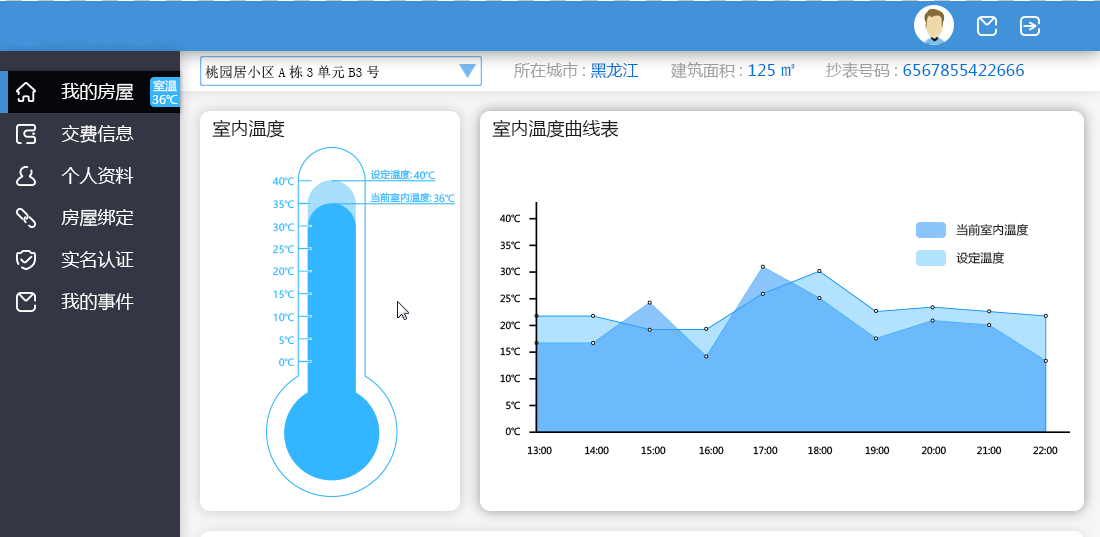 桃园居小区 A 栋 3 单元 B3 号
所在城市 : 黑龙江
建筑面积 : 125 ㎡
抄表号码 : 6567855422666
我的房屋
室温
36℃
交费信息
个人资料
房屋绑定
实名认证
我的事件
室内温度
设定温度: 40℃
当前室内温度: 36℃
40℃
35℃
30℃
25℃
20℃
15℃
10℃
5℃
0℃
室内温度曲线表
当前室内温度
设定温度
40℃
35℃
30℃
25℃
20℃
15℃
10℃
5℃
0℃
13:00 14:00 15:00 16:00 17:00 18:00 19:00 20:00 21:00 22:00